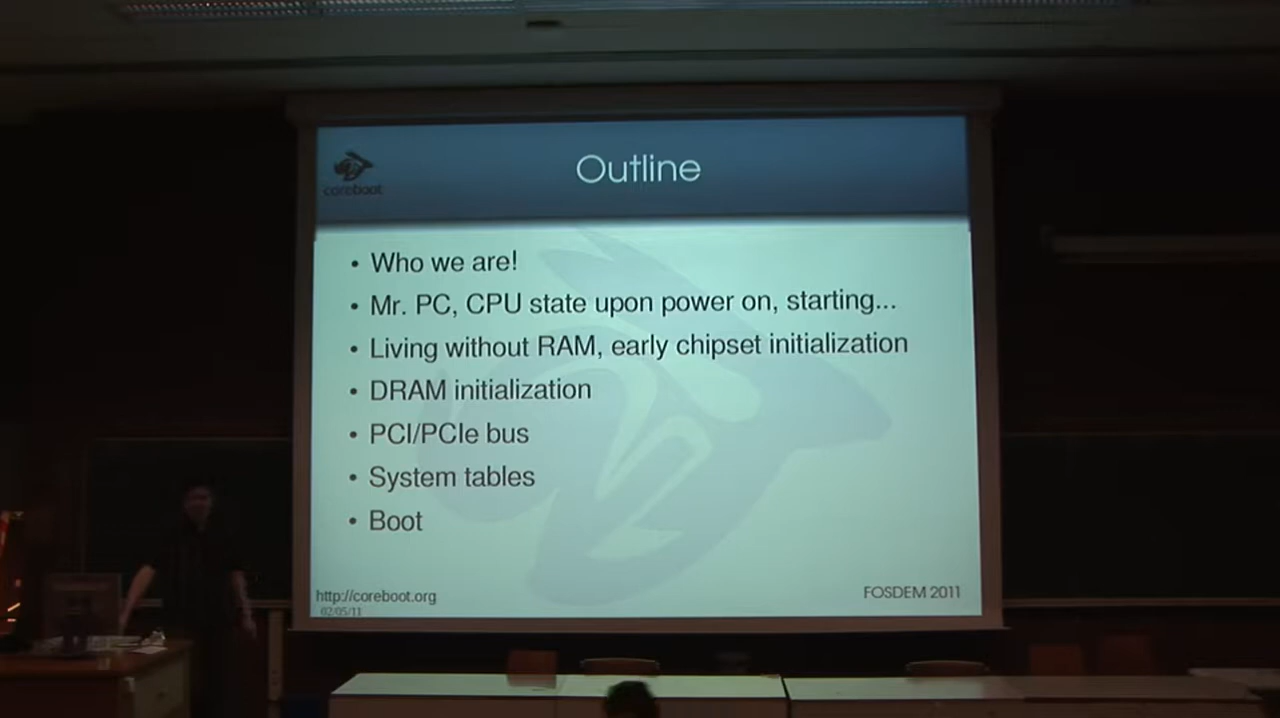 Outline
coreboot
• Who we are!
• Mr. PC, CPU state upon power on, starting...
• Living without RAM, early chipset initialization
• DRAM initialization
• PCI/PCIe bus
• System tables
• Boot
http://coreboot.org
FOSDEM 2011
02/05/11